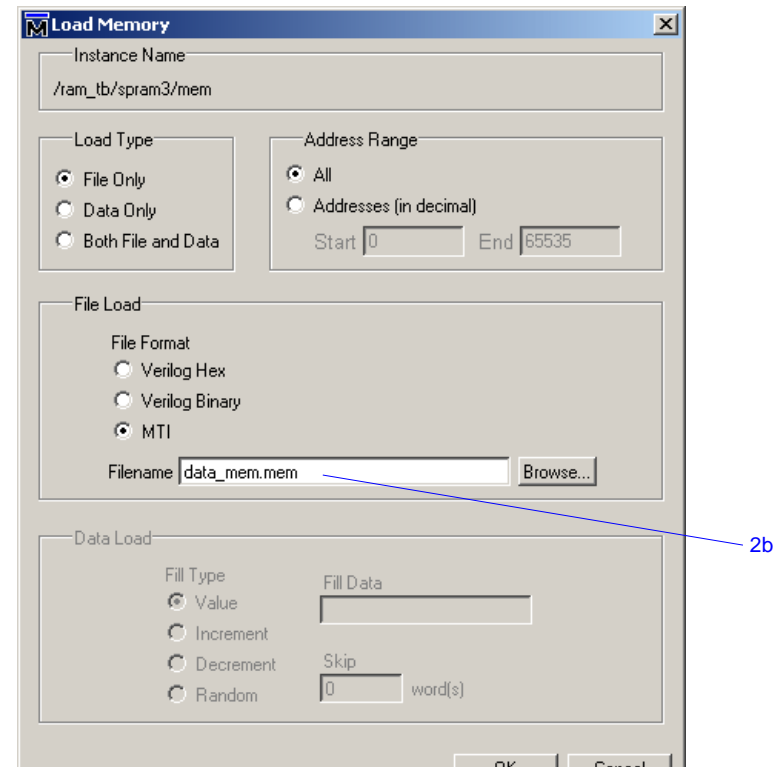 Load Memory
Instance Name
/ram_tb/spram3/mem
Load Type
File Only
Data Only
Both File and Data
Address Range
All
Addresses (in decimal)
Start 0 End 65535
File Load
File Format
Verilog Hex
Verilog Binary
MTI
Filename data_mem.mem Browse...
2b
Data Load
Fill Type
Value
Increment
Decrement
Random
Fill Data
Skip
0 word(s)
OK Cancel